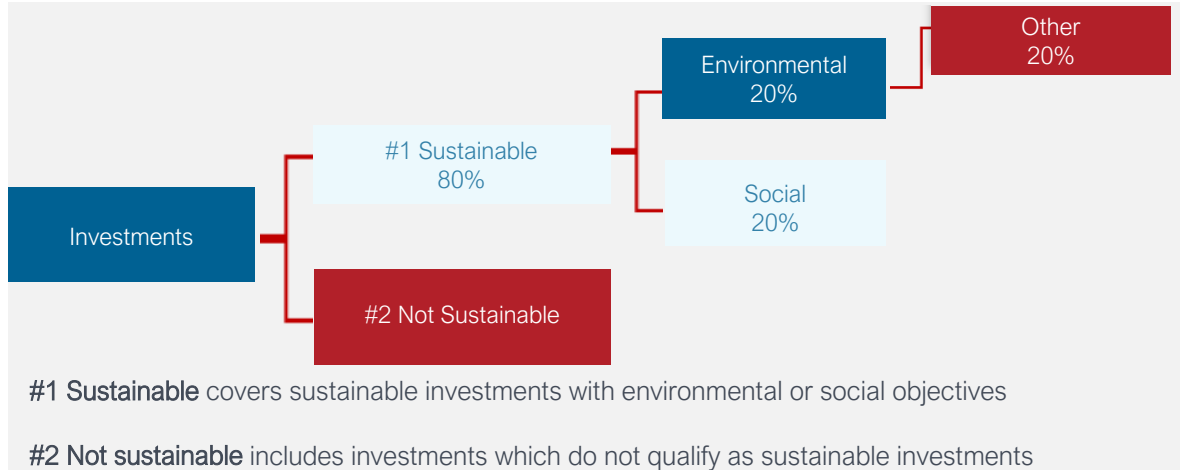 Other
20%
Environmental
20%
#1 Sustainable
80%
Social
20%
Investments
#2 Not Sustainable
#1 Sustainable covers sustainable investments with environmental or social objectives
#2 Not sustainable includes investments which do not qualify as sustainable investments